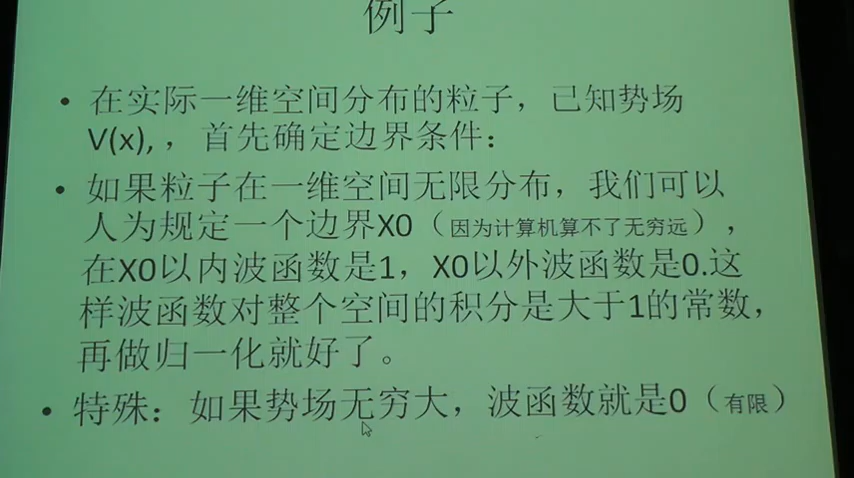 例子
• 在实际一维空间分布的粒子，已知势场
V(x),，首先确定边界条件：
• 如果粒子在一维空间无限分布，我们可以
人为规定一个边界X0（因为计算机算不了无穷远），
在X0以内波函数是1，X0以外波函数是0.这
样波函数对整个空间的积分是大于1的常数，
再做归一化就好了。
• 特殊：如果势场无穷大，波函数就是0（有限）